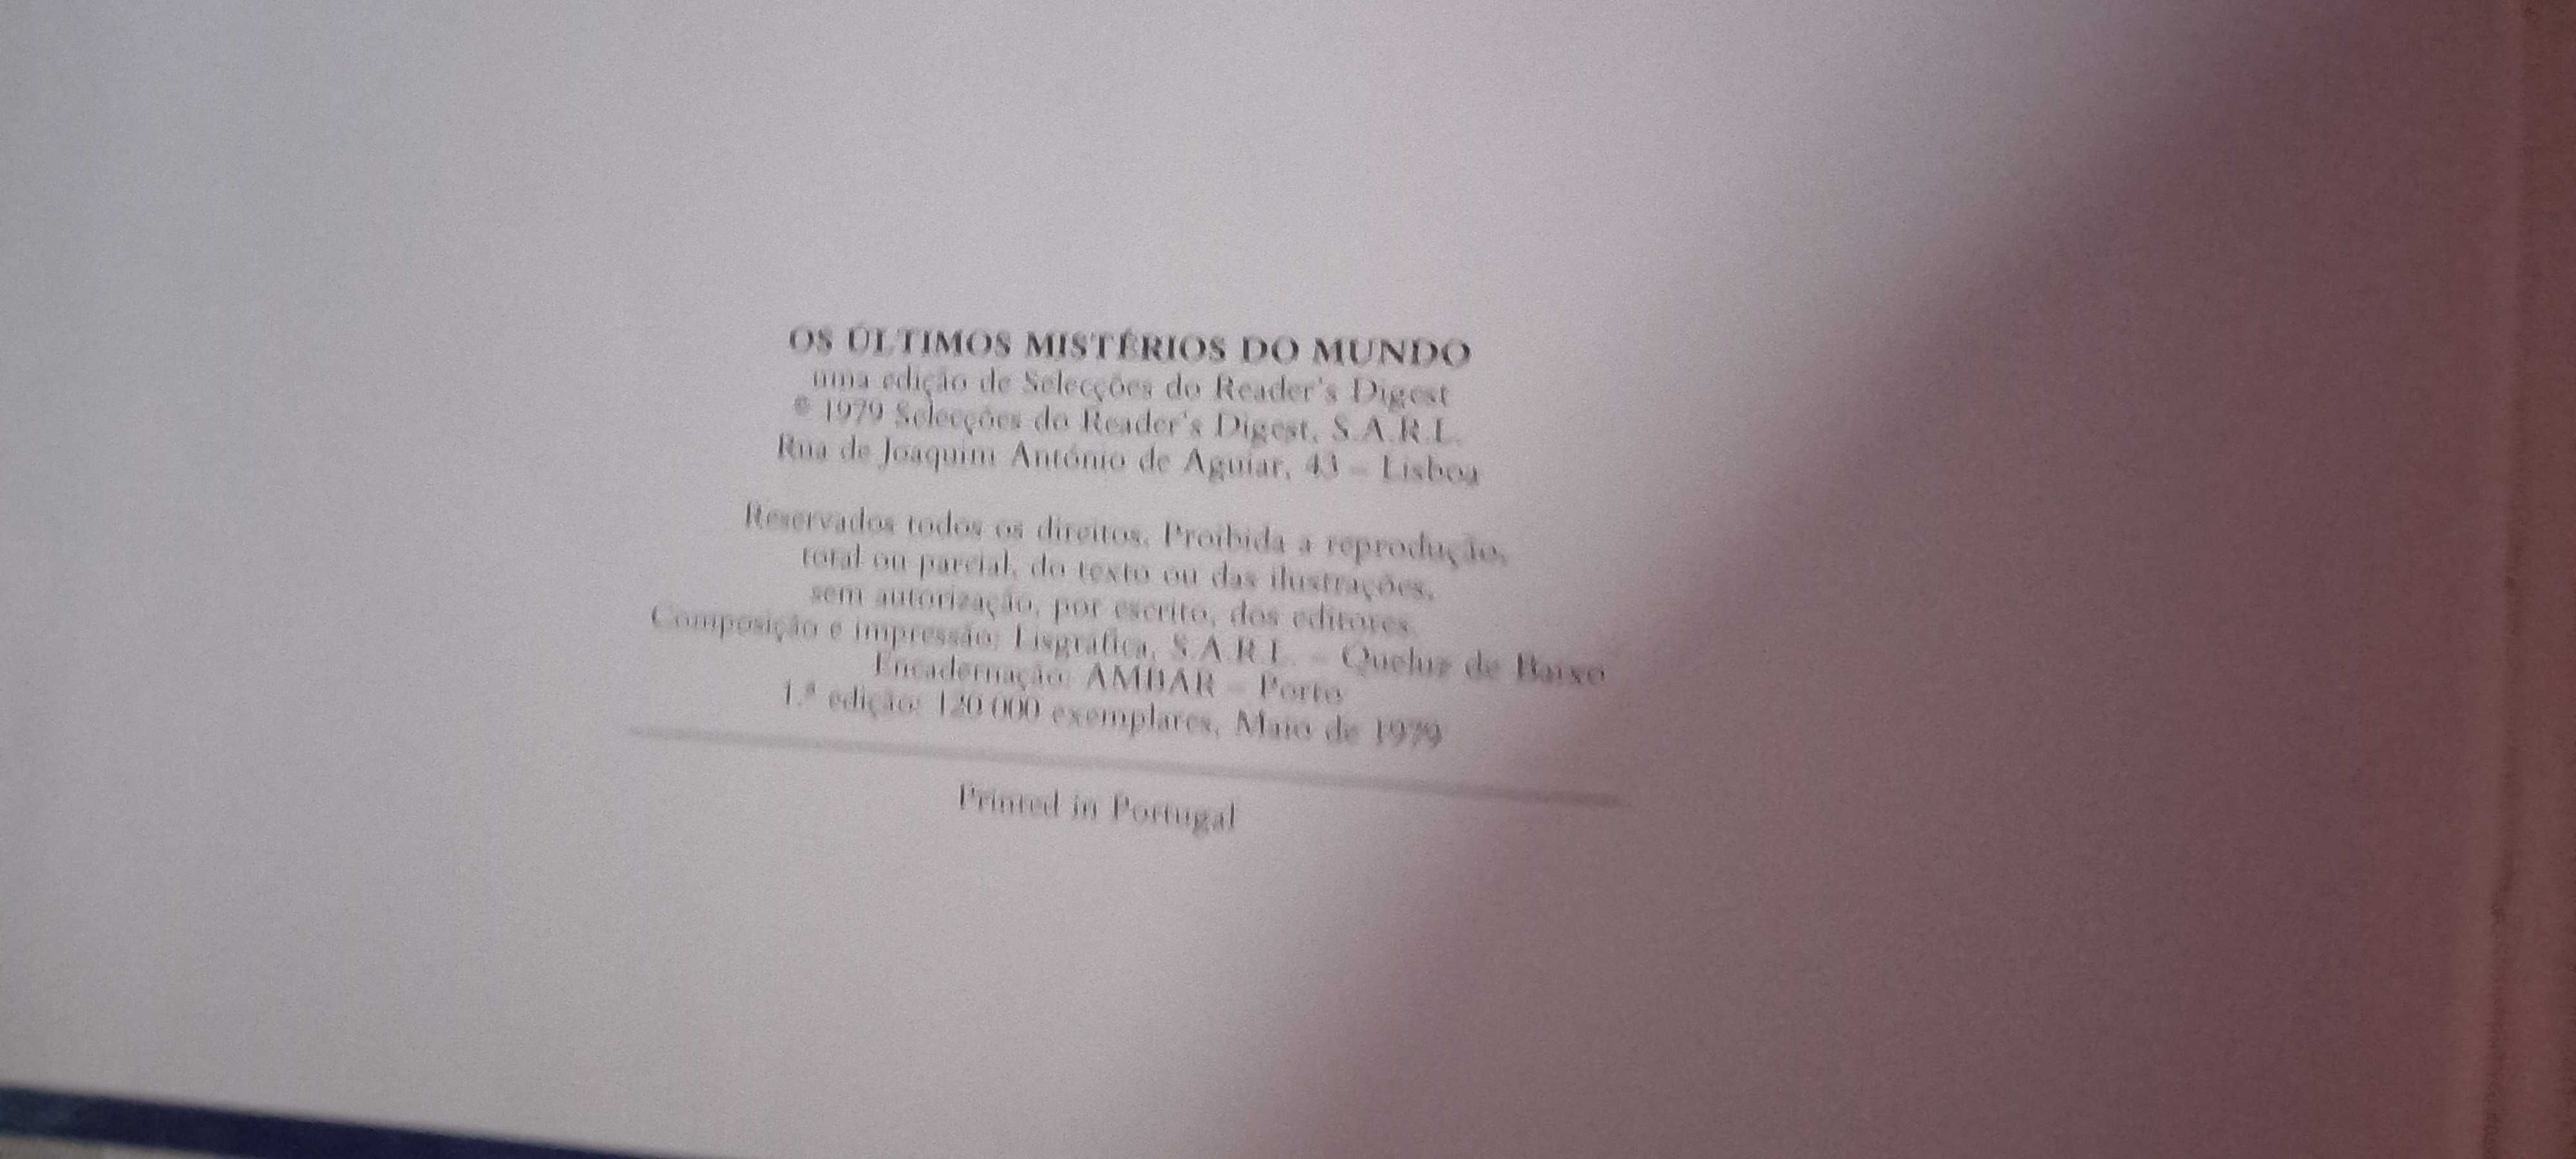 OS ÚLTIMOS MISTÉRIOS DO MUNDO
uma edição de Selecções do Reader's Digest
© 1979 Selecções do Reader's Digest, S.A.R.L.
Rua de Joaquim António de Aguiar, 43 – Lisboa
Reservados todos os direitos. Proibida a reprodução,
total ou parcial, do texto ou das ilustrações,
sem autorização, por escrito, dos editores.
Composição e impressão: Lisgráfica, S.A.R.L. – Queluz de Baixo
Encadernação: AMBAR – Porto
1.ª edição: 120 000 exemplares, Maio de 1979
Printed in Portugal